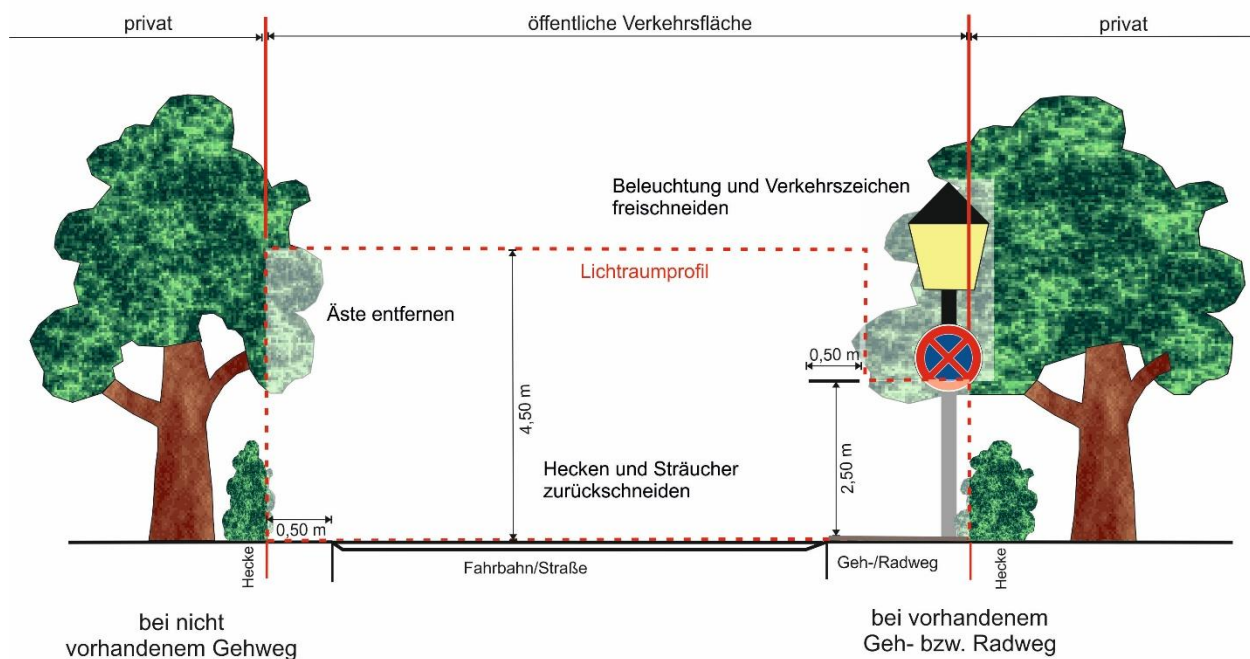 privat
öffentliche Verkehrsfläche
privat
Beleuchtung und Verkehrszeichen
freischneiden
Lichtraumprofil
Äste entfernen
0,50 m
4,50 m
2,50 m
Hecken und Sträucher
zurückschneiden
0,50 m
Hecke
Fahrbahn/Straße
Geh-/Radweg
Hecke
bei nicht
vorhandenem Gehweg
bei vorhandenem
Geh- bzw. Radweg